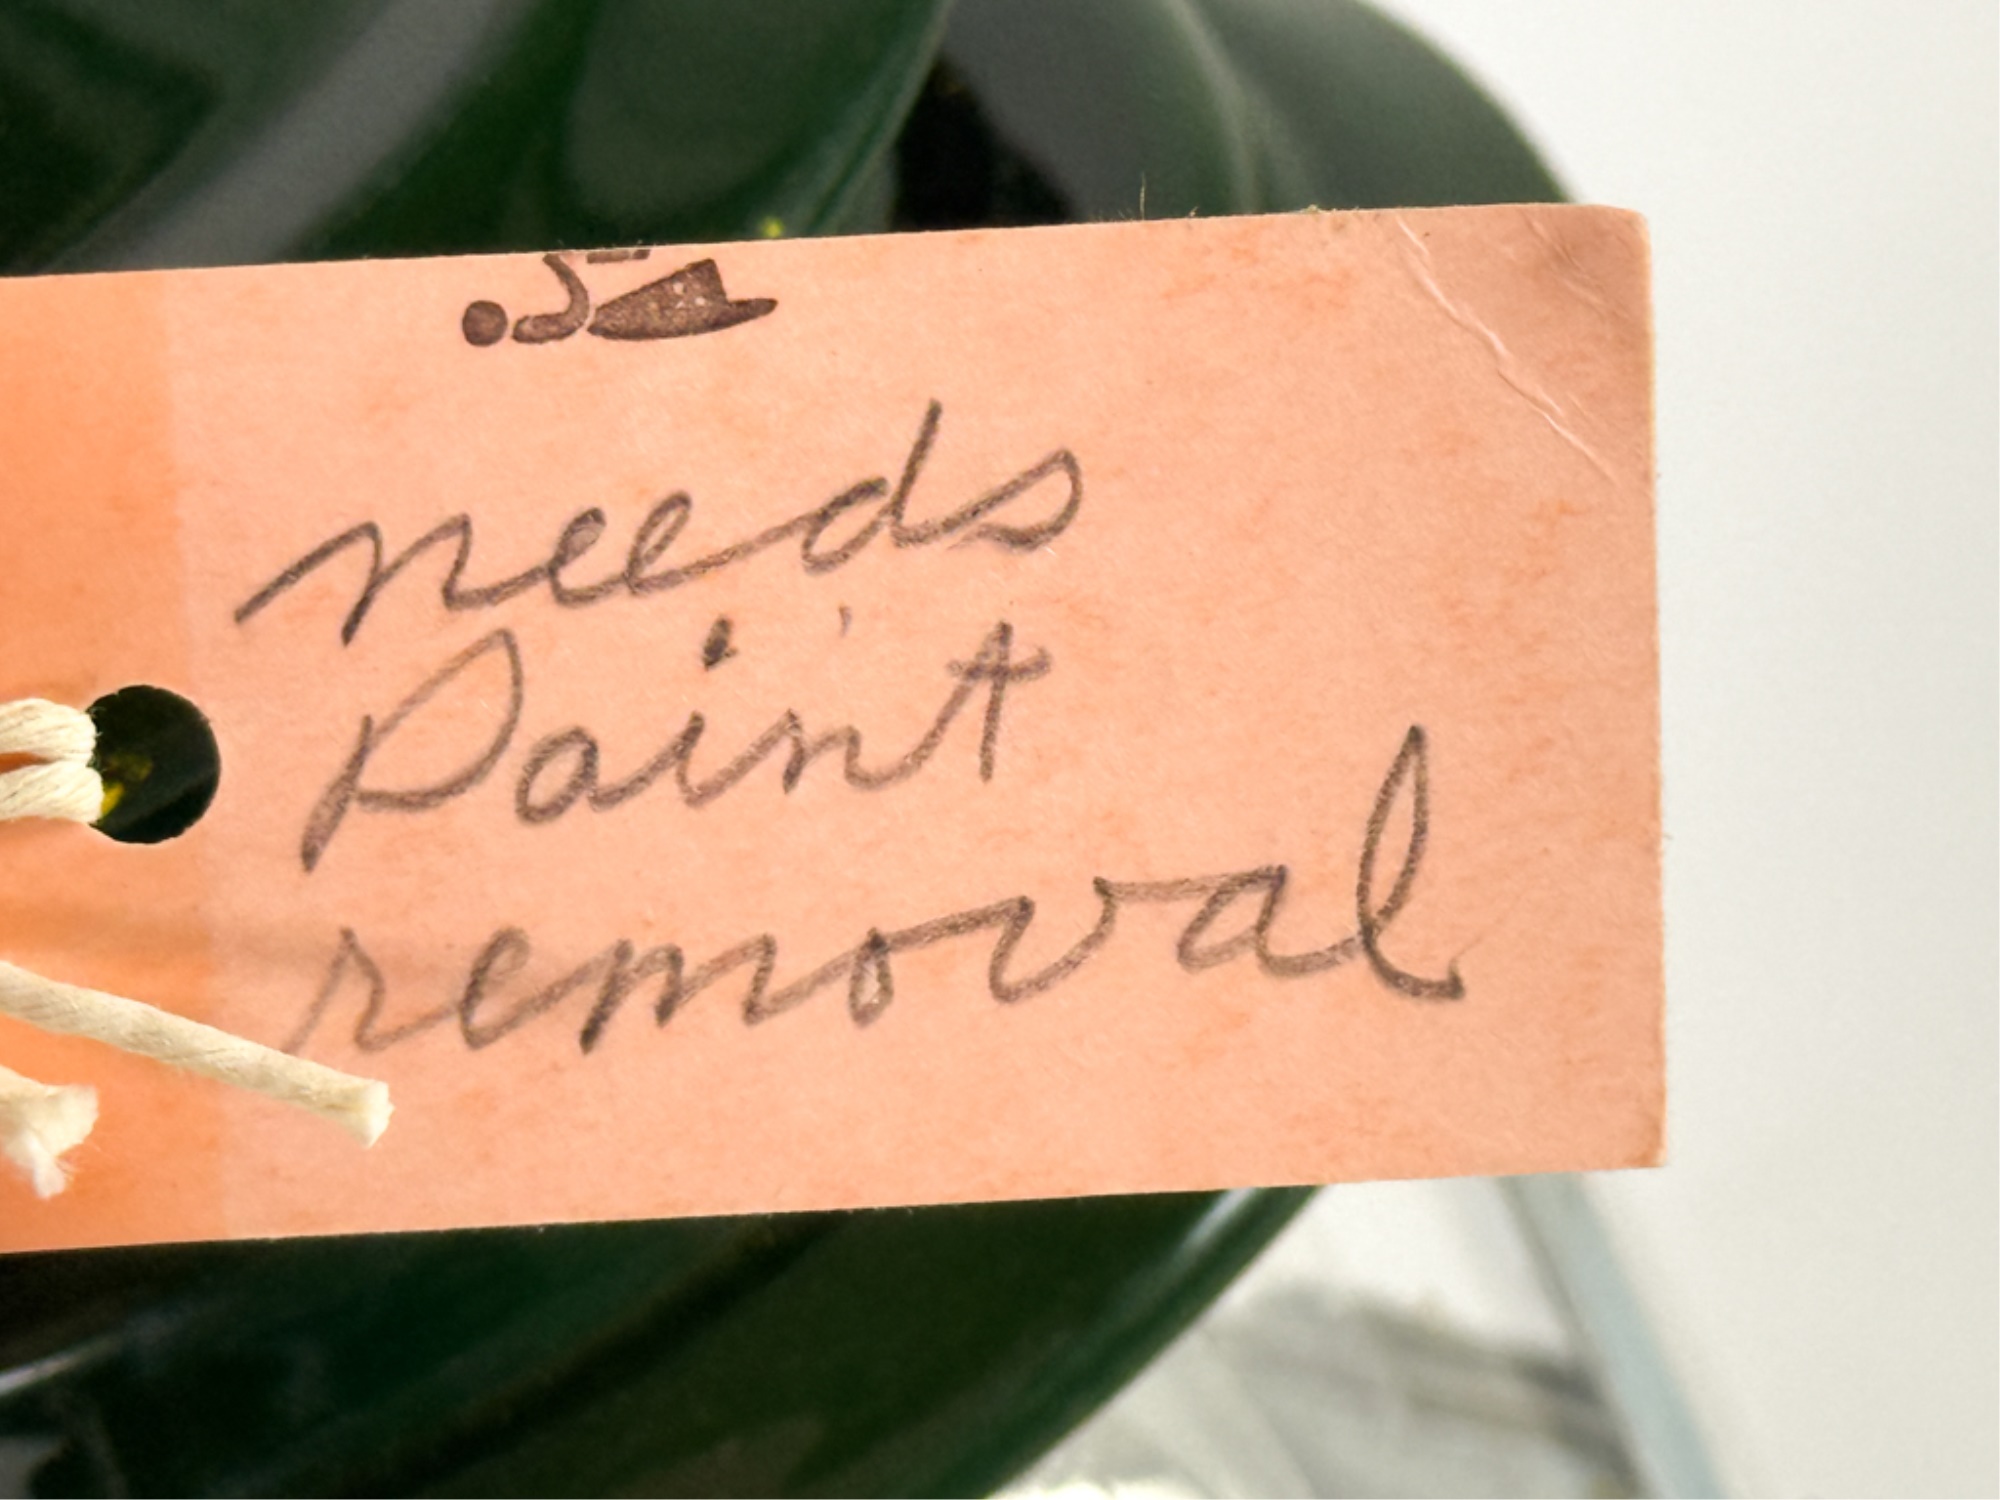 needs
Paint
removal